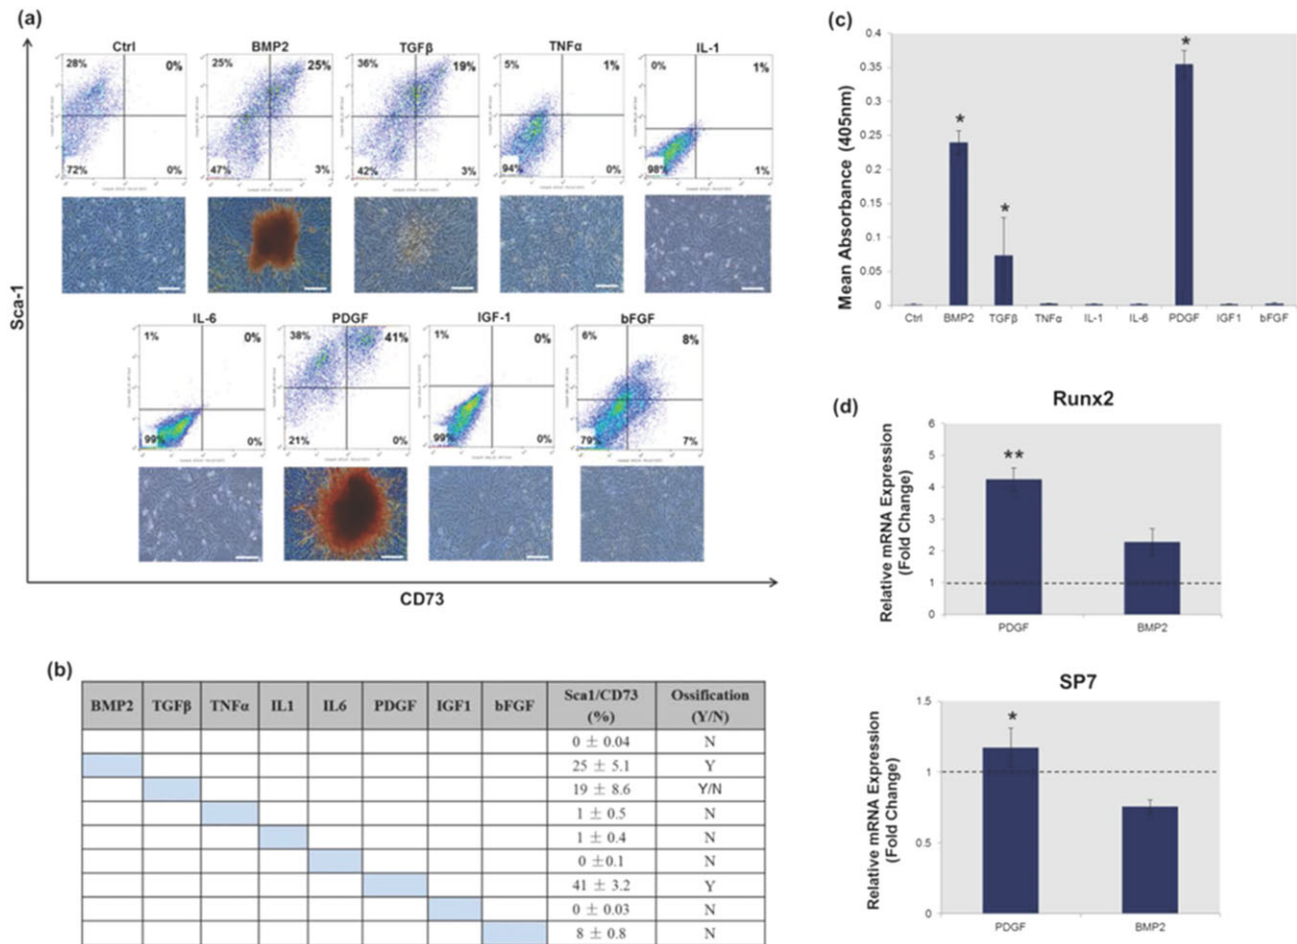 (a)
Sca-1
Ctrl
28% 0%
72% 0%
BMP2
25% 25%
47% 3%
TGFβ
36% 19%
42% 3%
TNFα
5% 1%
94% 0%
IL-1
0% 1%
98% 1%
IL-6
1% 0%
99% 0%
PDGF
38% 41%
21% 0%
IGF-1
1% 0%
99% 0%
bFGF
6% 8%
79% 7%
CD73
(b)
BMP2 TGFβ TNFα IL1 IL6 PDGF IGF1 bFGF Sca1/CD73 (%) Ossification (Y/N)
0 ± 0.04 N
25 ± 5.1 Y
19 ± 8.6 Y/N
1 ± 0.5 N
1 ± 0.4 N
0 ±0.1 N
41 ± 3.2 Y
0 ± 0.03 N
8 ± 0.8 N
(c)
Mean Absorbance (405nm)
0.4
0.35
0.3
0.25
0.2
0.15
0.1
0.05
0
* * *
Ctrl BMP2 TGFβ TNFα IL-1 IL-6 PDGF IGF1 bFGF
(d)
Runx2
Relative mRNA Expression
(Fold Change)
6
5
4
3
2
1
0
**
PDGF BMP2
SP7
Relative mRNA Expression
(Fold Change)
1.5
1
0.5
0
*
PDGF BMP2